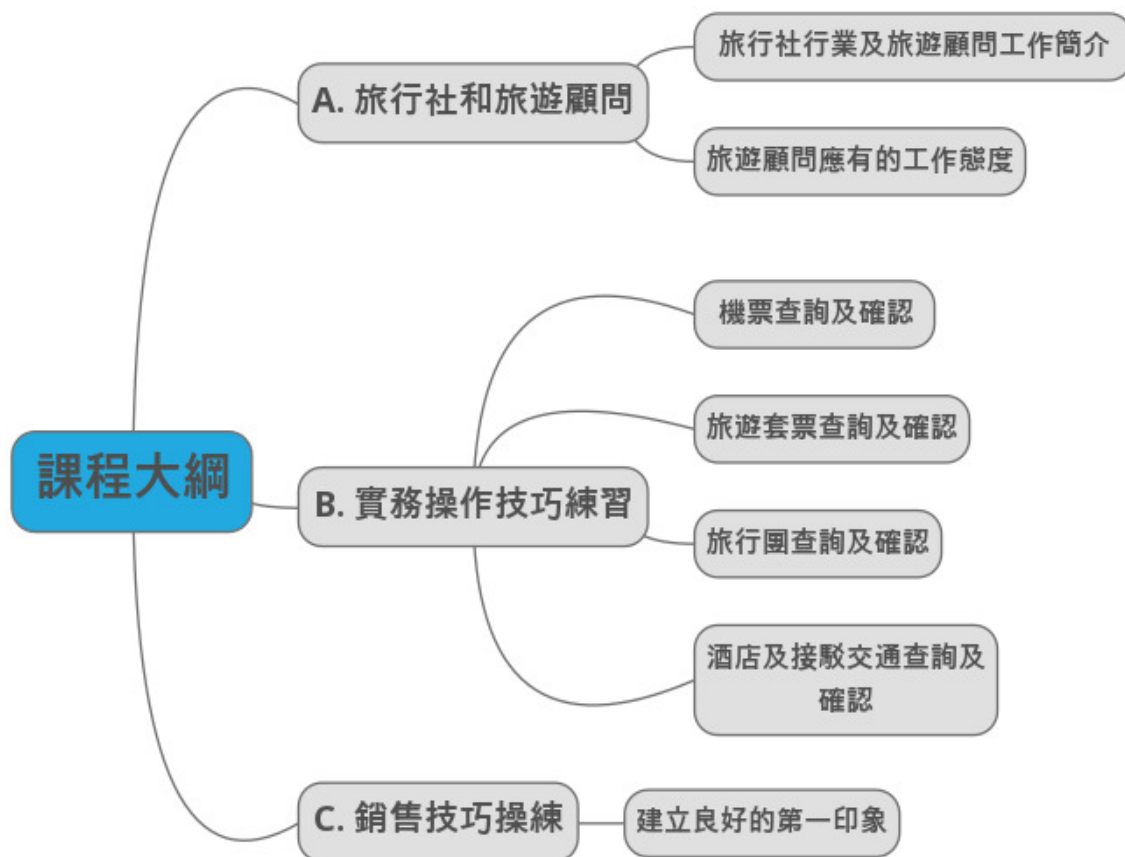 課程大綱
A. 旅行社和旅遊顧問
旅行社行業及旅遊顧問工作簡介
旅遊顧問應有的工作態度
B. 實務操作技巧練習
機票查詢及確認
旅遊套票查詢及確認
旅行團查詢及確認
酒店及接駁交通查詢及
確認
C. 銷售技巧操練
建立良好的第一印象